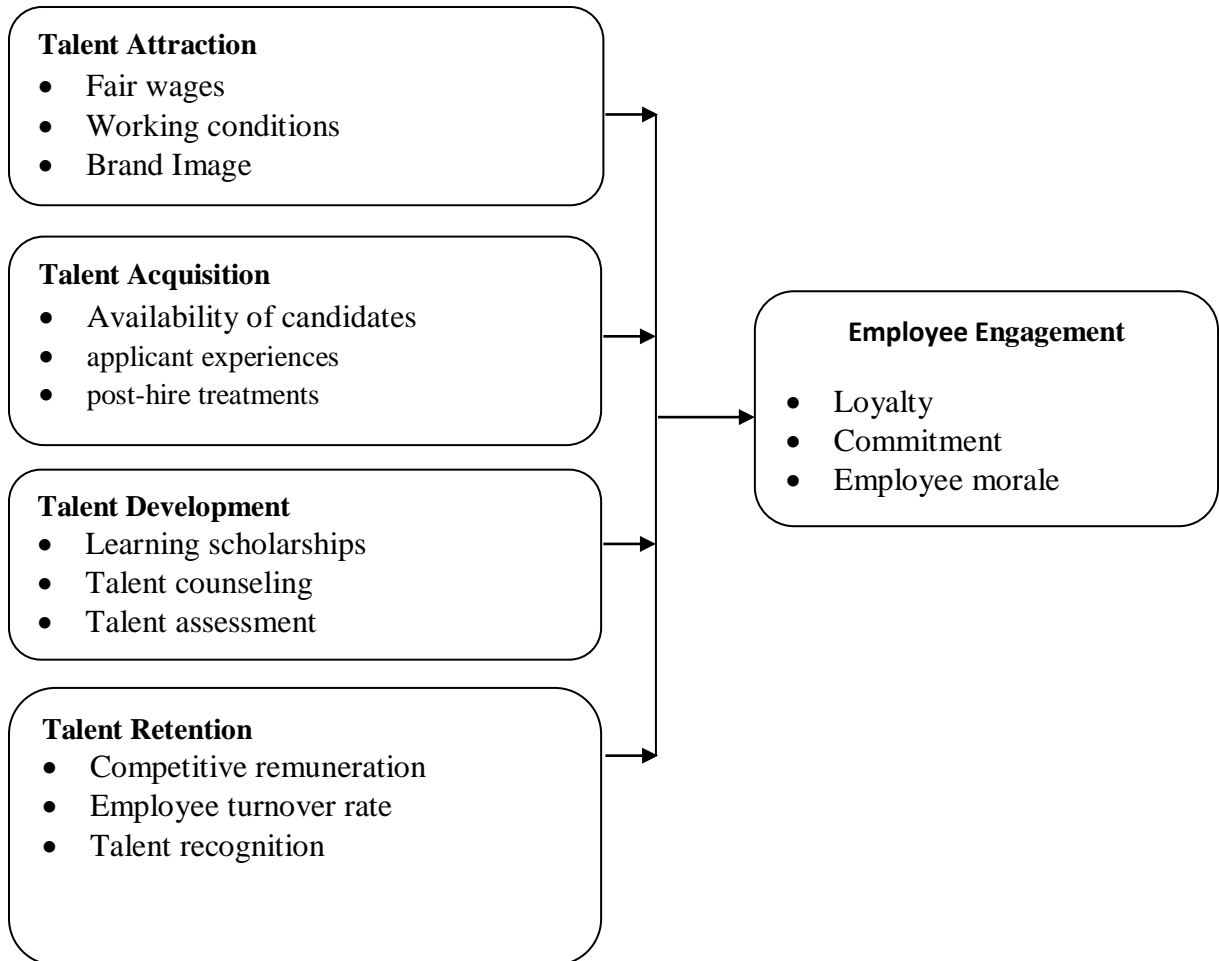 Talent Attraction
• Fair wages
• Working conditions
• Brand Image
Talent Acquisition
• Availability of candidates
• applicant experiences
• post-hire treatments
Talent Development
• Learning scholarships
• Talent counseling
• Talent assessment
Talent Retention
• Competitive remuneration
• Employee turnover rate
• Talent recognition
Employee Engagement
• Loyalty
• Commitment
• Employee morale